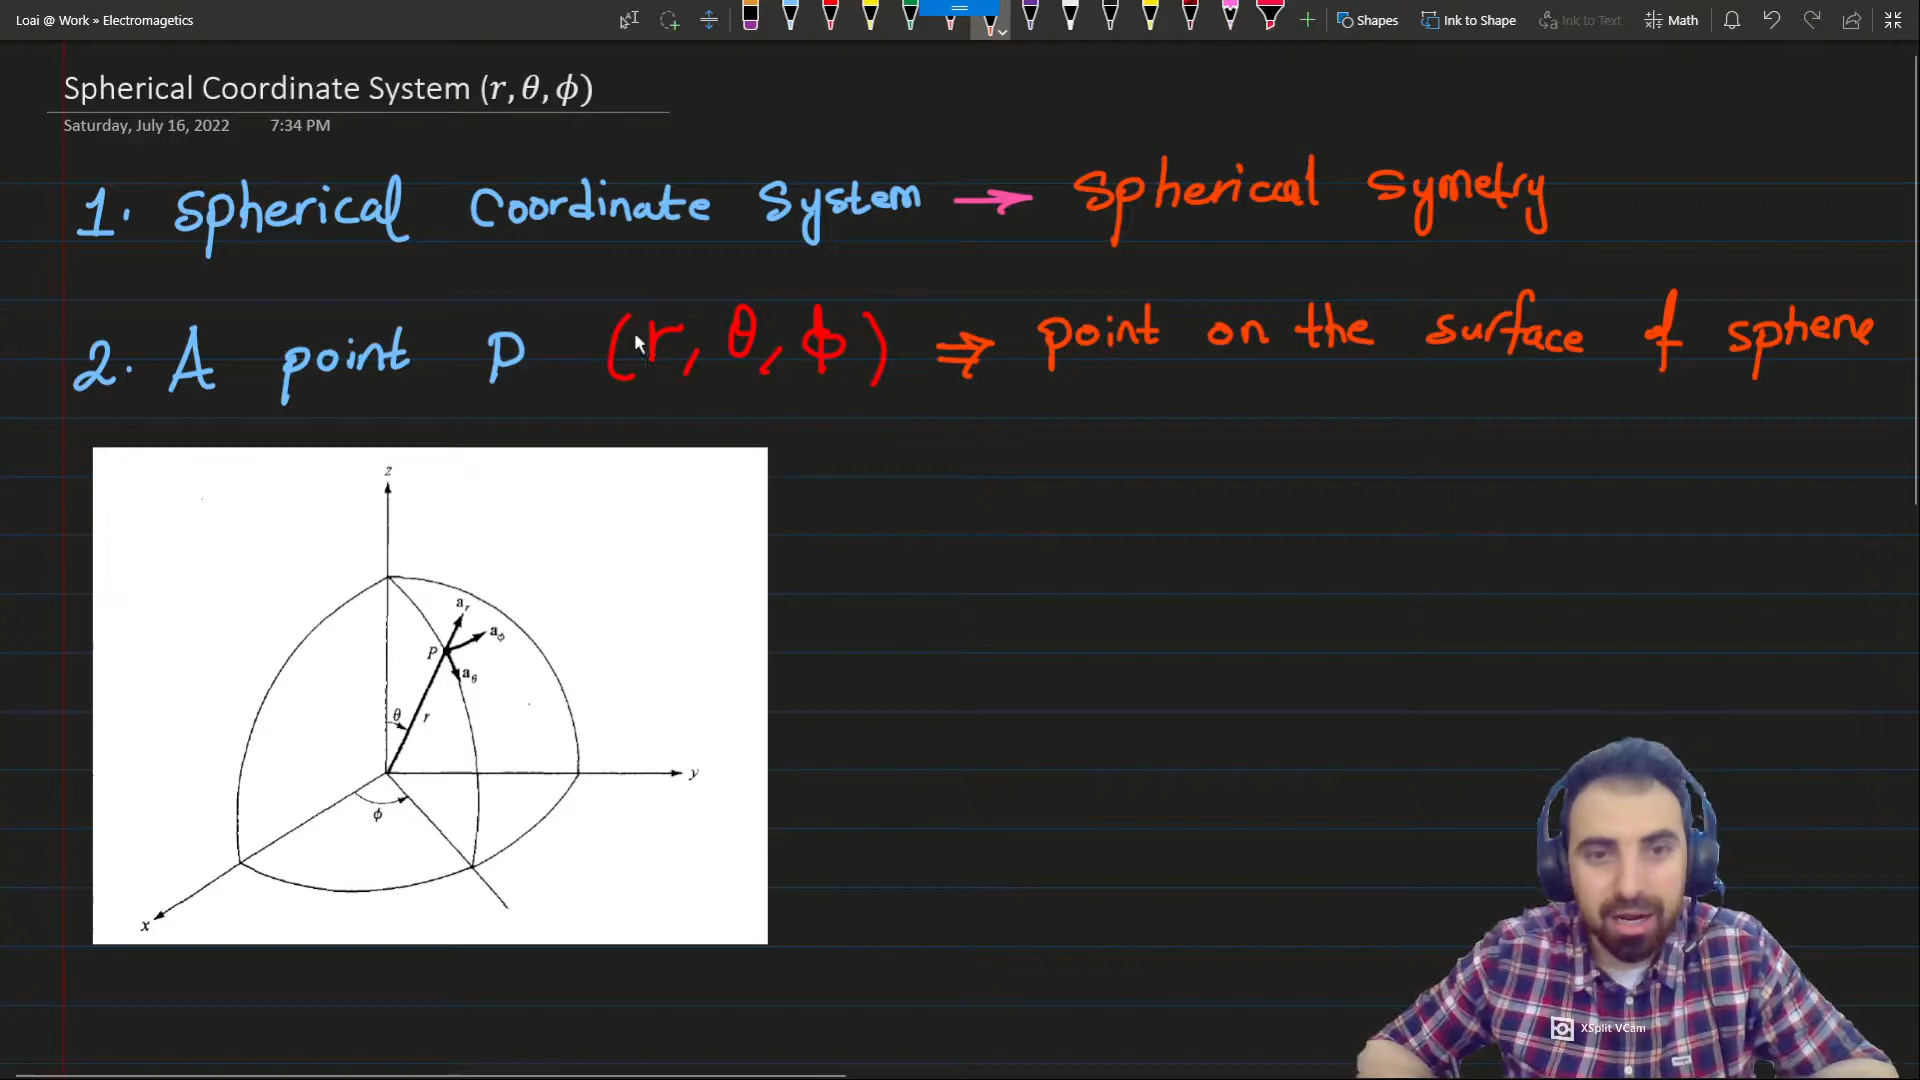 Loai @ Work » Electromagetics
Shapes Ink to Shape Ink to Text Math
Spherical Coordinate System (r, θ, ϕ)
Saturday, July 16, 2022 7:34 PM
1. Spherical Coordinate System → Spherical Symetry
2. A point P (r, θ, ϕ) ⇒ point on the surface of sphere
z
a_r
a_ϕ
P
a_θ
θ r
y
ϕ
x
XSplit VCam